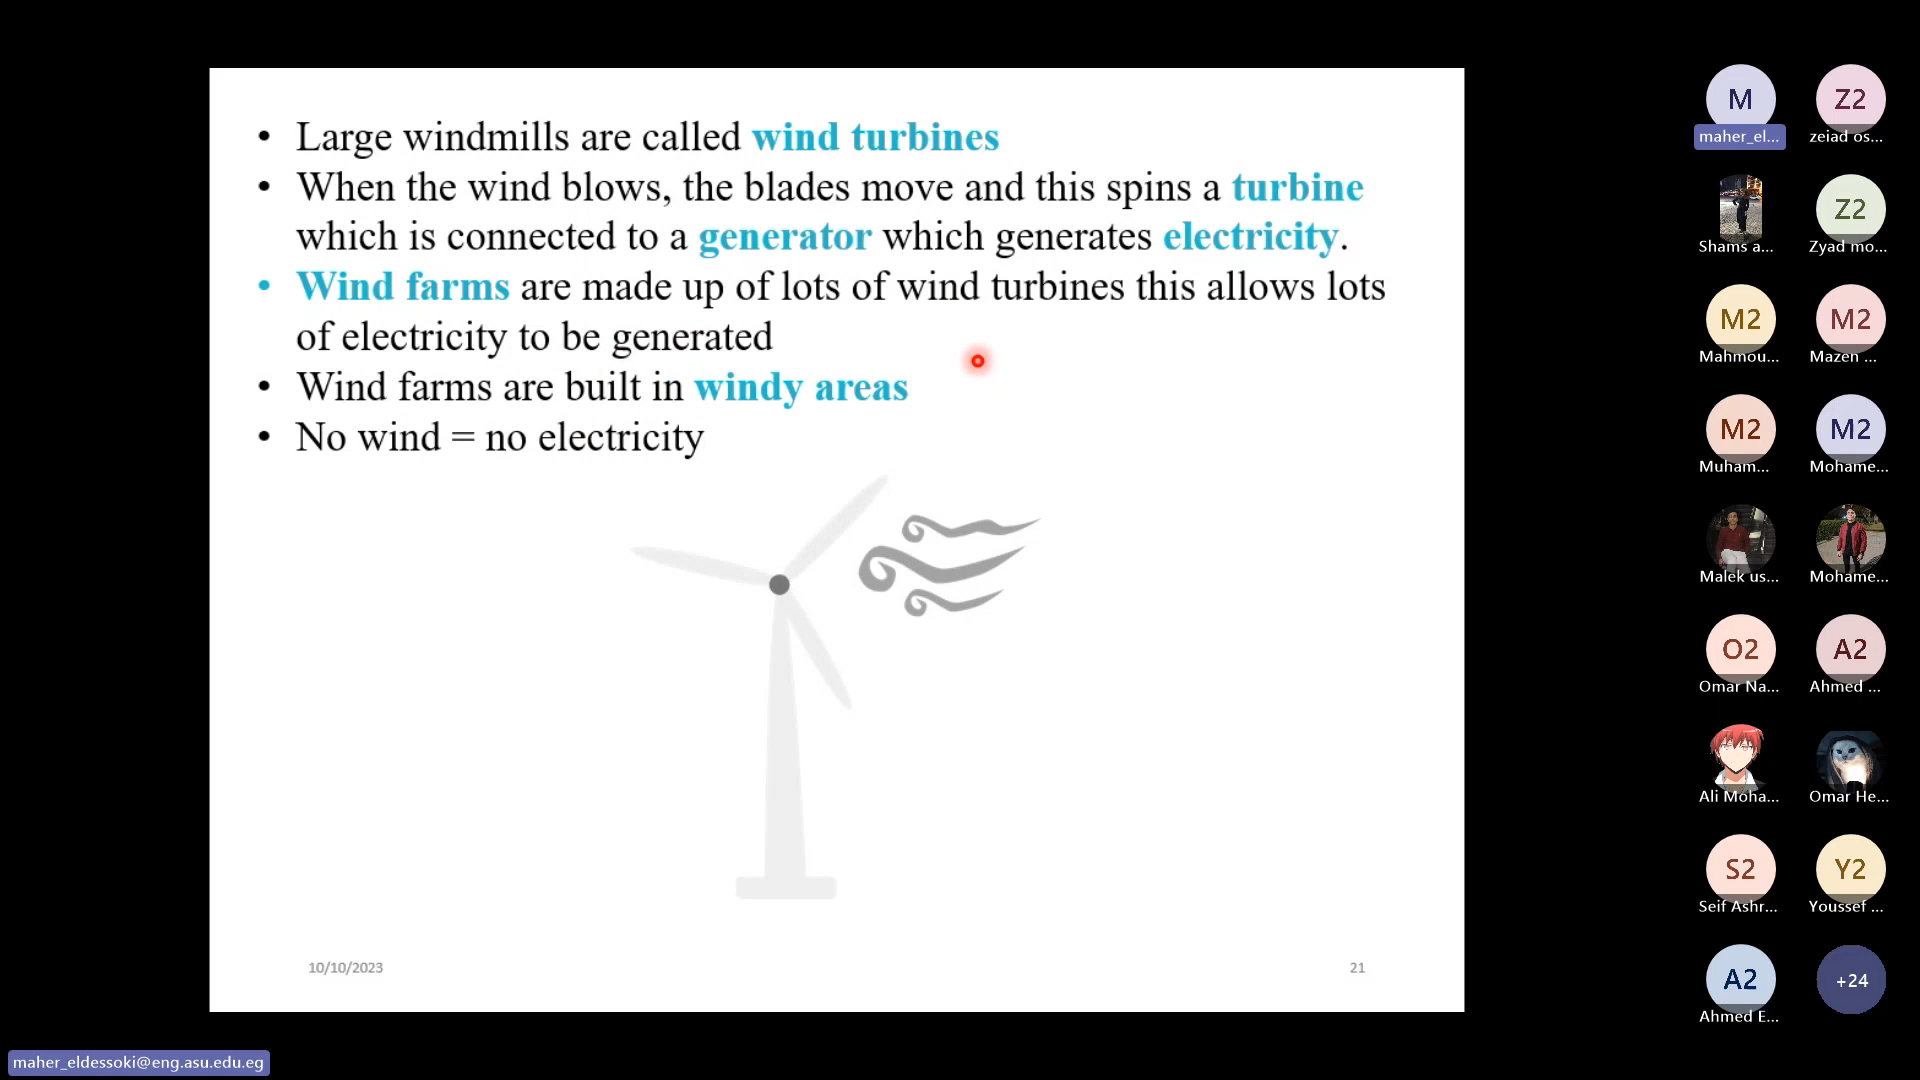 • Large windmills are called wind turbines
• When the wind blows, the blades move and this spins a turbine
which is connected to a generator which generates electricity.
• Wind farms are made up of lots of wind turbines this allows lots
of electricity to be generated
• Wind farms are built in windy areas
• No wind = no electricity
10/10/2023
21
M
Z2
maher_el...
zeiad os...
Z2
Shams a...
Zyad mo...
M2
M2
Mahmou...
Mazen ...
M2
M2
Muham...
Mohame...
Malek us...
Mohame...
O2
A2
Omar Na...
Ahmed ...
Ali Moha...
Omar He...
S2
Y2
Seif Ashr...
Youssef ...
A2
+24
Ahmed E...
maher_eldessoki@eng.asu.edu.eg